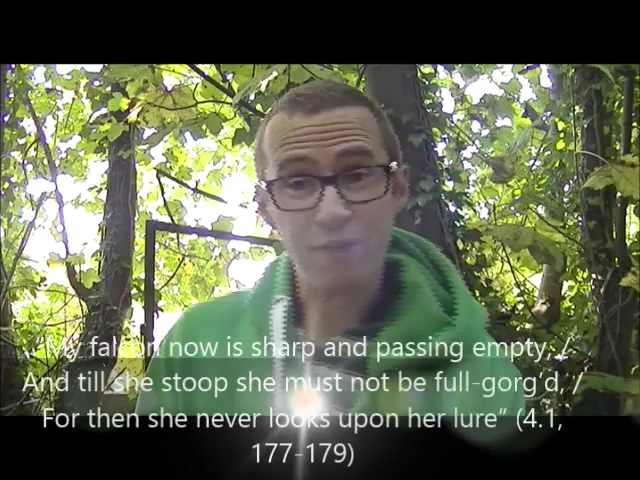 "My falcon now is sharp and passing empty, /
And till she stoop she must not be full-gorg'd, /
For then she never looks upon her lure" (4.1,
177-179)